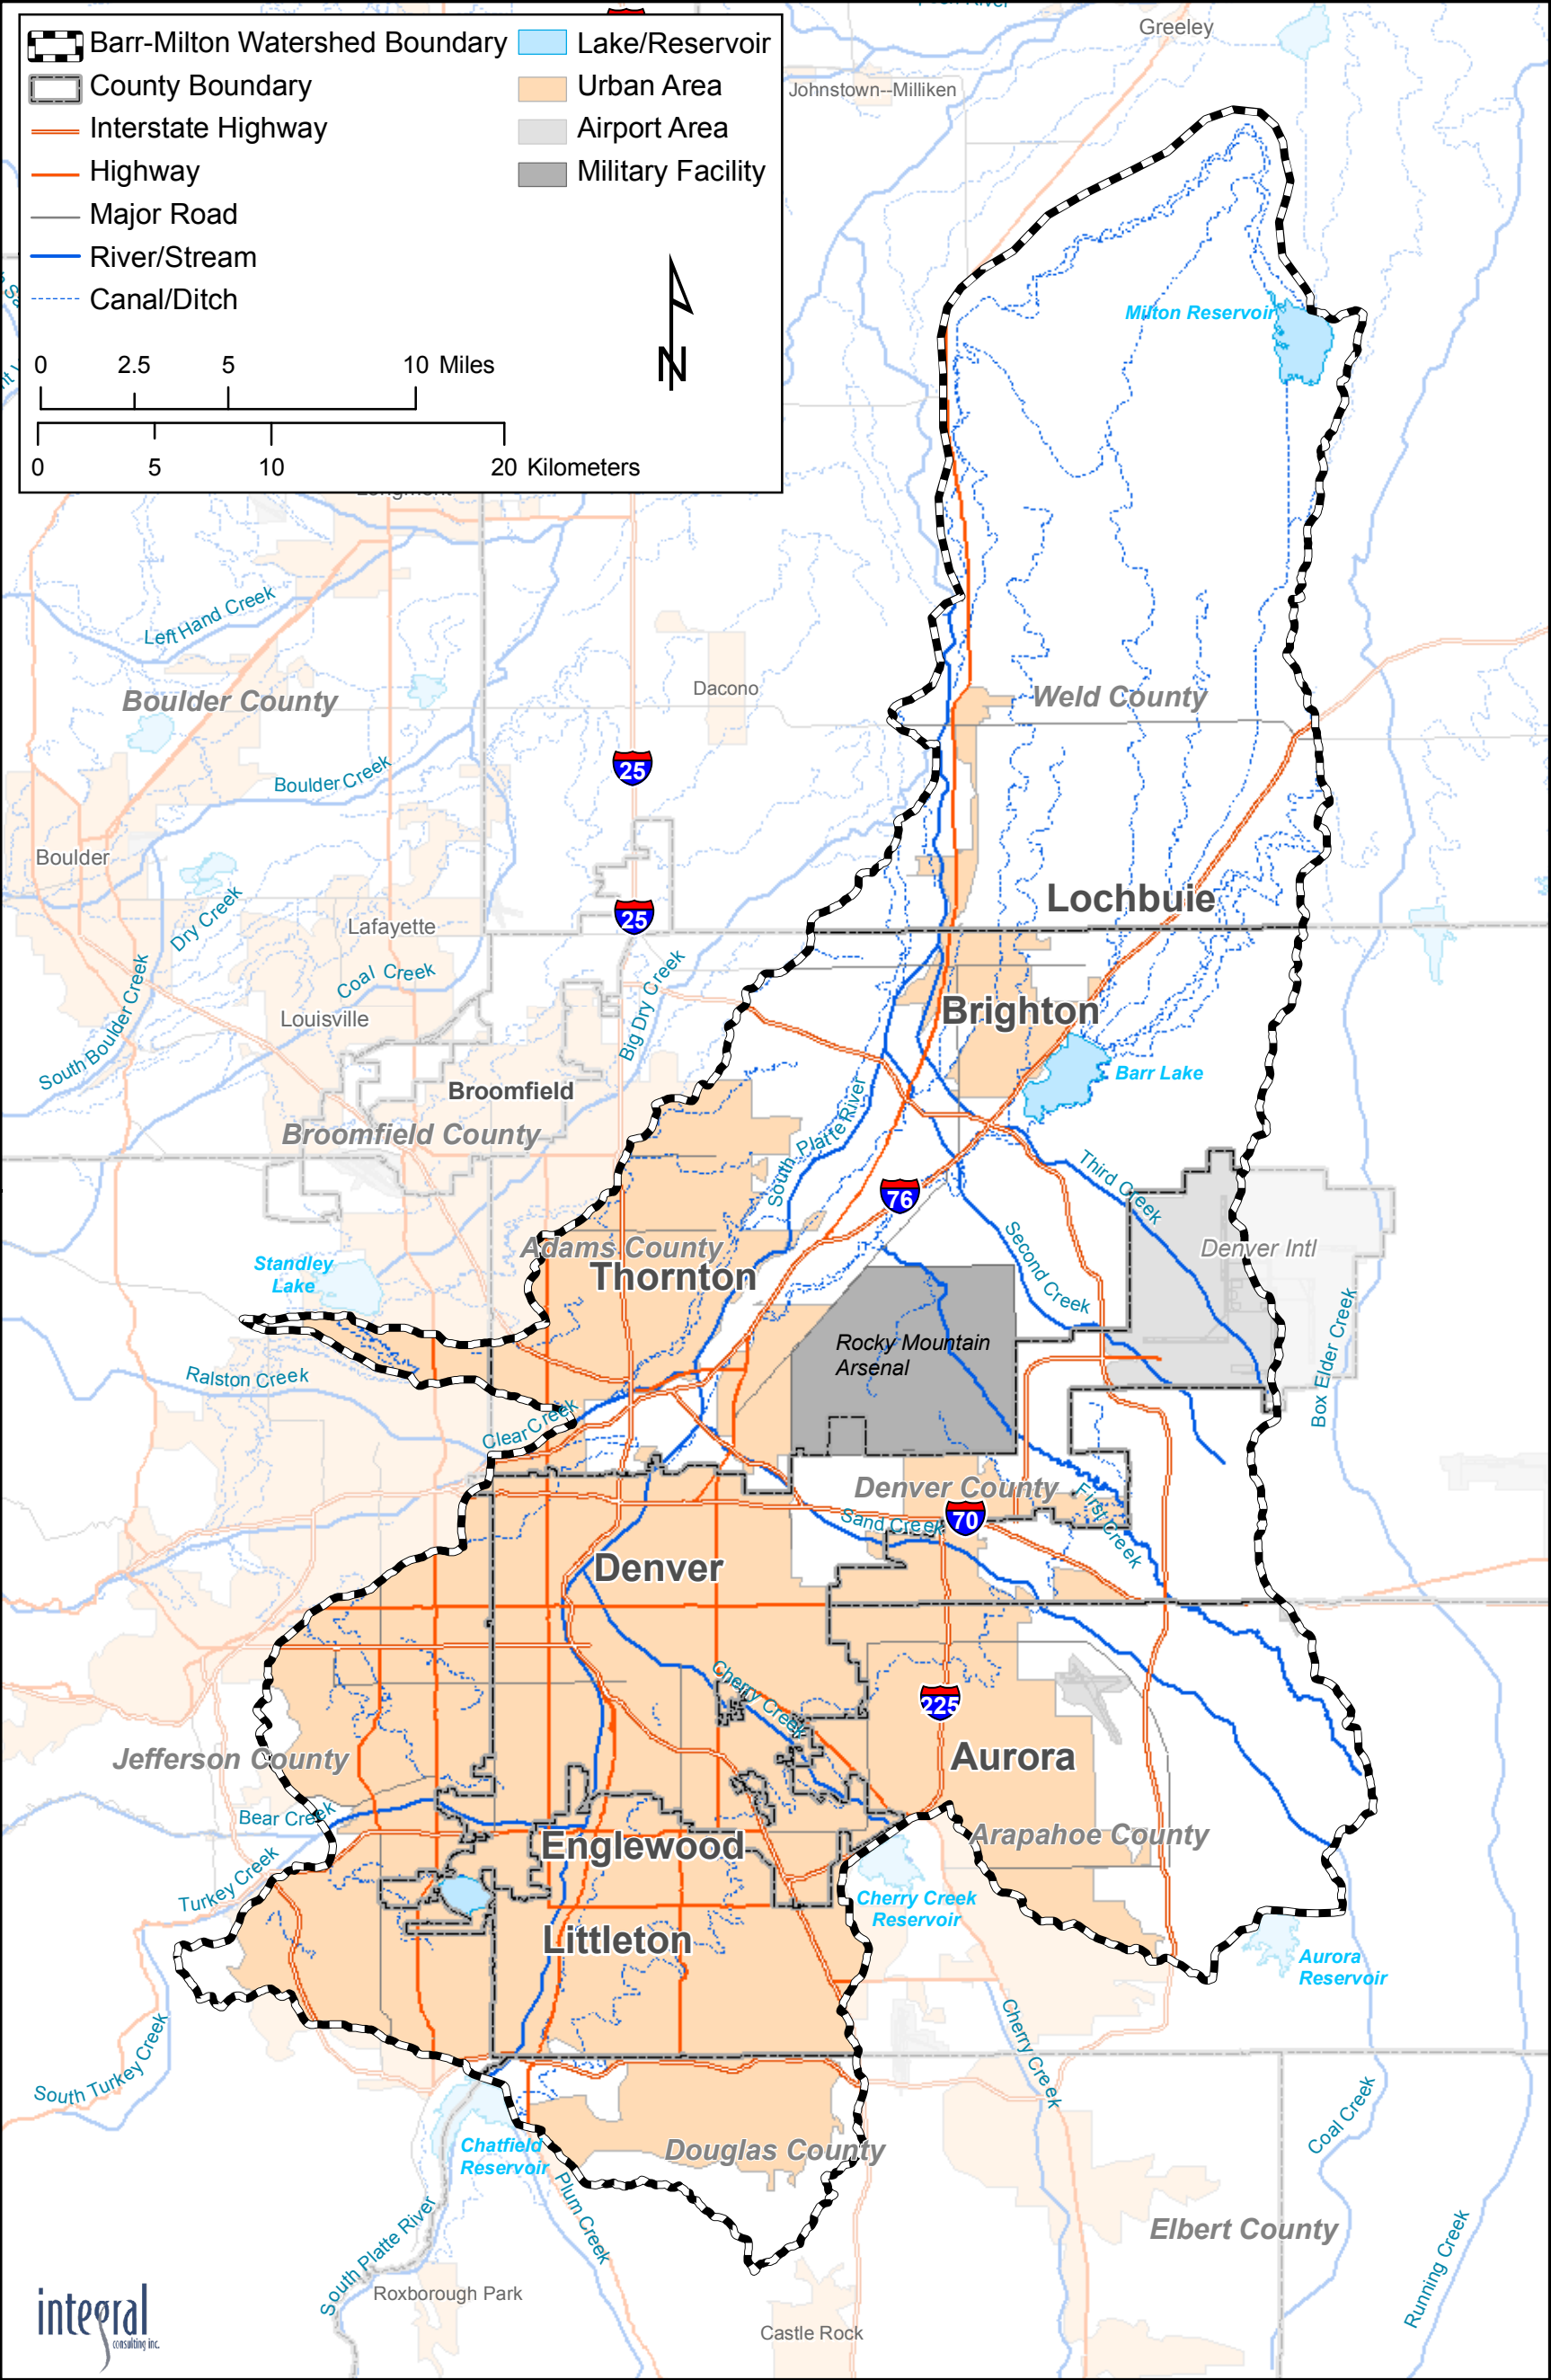 Greeley
Johnstown--Milliken
Barr-Milton Watershed Boundary
County Boundary
Interstate Highway
Highway
Major Road
River/Stream
Canal/Ditch
Lake/Reservoir
Urban Area
Airport Area
Military Facility
N
0 2.5 5 10 Miles
0 5 10 20 Kilometers
Milton Reservoir
Left Hand Creek
Boulder County
Dacono
Weld County
25
Boulder Creek
Boulder
Dry Creek
Lafayette
25
Lochbuie
Coal Creek
Louisville
South Boulder Creek
Big Dry Creek
Brighton
Barr Lake
Broomfield
Broomfield County
South Platte River
76
Third Creek
Second Creek
Denver Intl
Standley
Lake
Adams County
Thornton
Rocky Mountain
Arsenal
Box Elder Creek
Ralston Creek
Clear Creek
Denver County
Sand Creek
70
First Creek
Denver
Cherry Creek
225
Aurora
Jefferson County
Bear Creek
Englewood
Arapahoe County
Turkey Creek
Cherry Creek
Reservoir
Littleton
Aurora
Reservoir
South Turkey Creek
Cherry Creek
Coal Creek
Chatfield
Reservoir
Douglas County
Plum Creek
South Platte River
Elbert County
Running Creek
Roxborough Park
Castle Rock
integral
consulting inc.